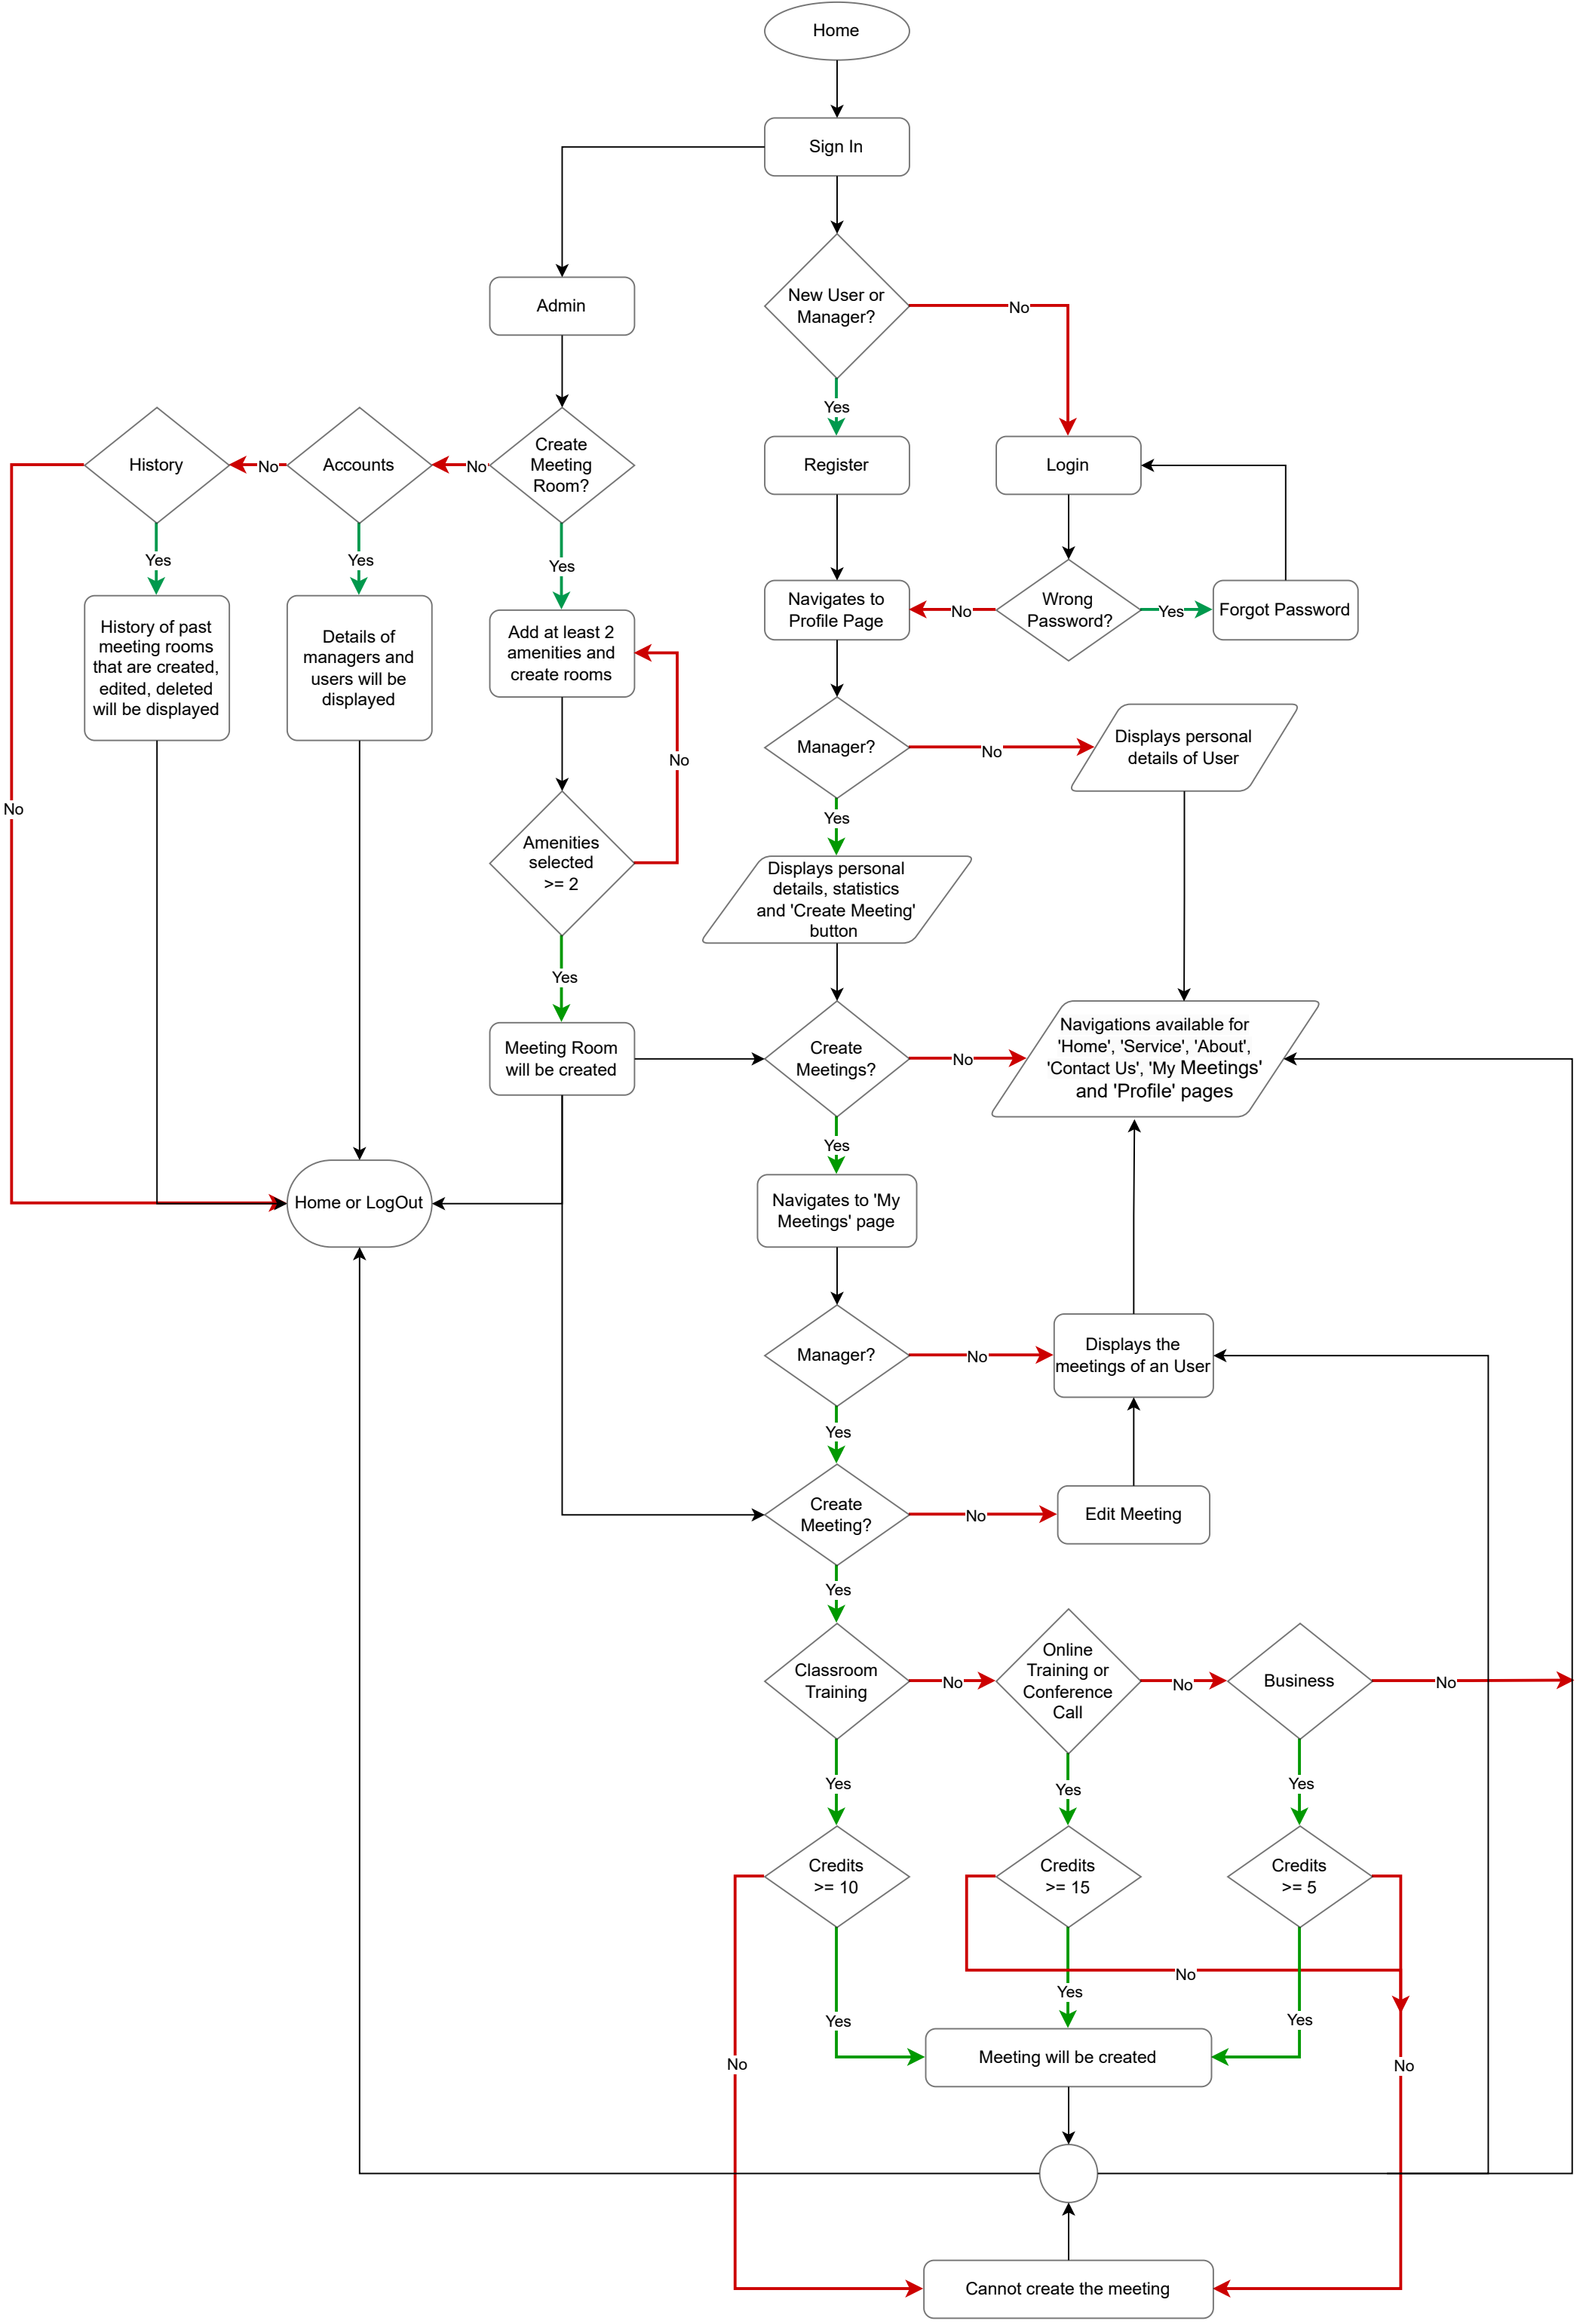 Home
Sign In
Admin
New User or
Manager?
No
Yes
History
No
Accounts
No
Create
Meeting
Room?
Register
Login
Yes
Yes
Yes
History of past
meeting rooms
that are created,
edited, deleted
will be displayed
Details of
managers and
users will be
displayed
Add at least 2
amenities and
create rooms
Navigates to
Profile Page
No
Wrong
Password?
Yes
Forgot Password
No
No
Manager?
No
Displays personal
details of User
Yes
Amenities
selected
>= 2
Displays personal
details, statistics
and 'Create Meeting'
button
Yes
Meeting Room
will be created
Create
Meetings?
No
Navigations available for
'Home', 'Service', 'About',
'Contact Us', 'My Meetings'
and 'Profile' pages
Yes
Home or LogOut
Navigates to 'My
Meetings' page
Manager?
No
Displays the
meetings of an User
Yes
Create
Meeting?
No
Edit Meeting
Yes
Classroom
Training
No
Online
Training or
Conference
Call
No
Business
No
Yes
Yes
Yes
Credits
>= 10
Credits
>= 15
Credits
>= 5
No
Yes
Yes
Yes
No
Meeting will be created
No
Cannot create the meeting